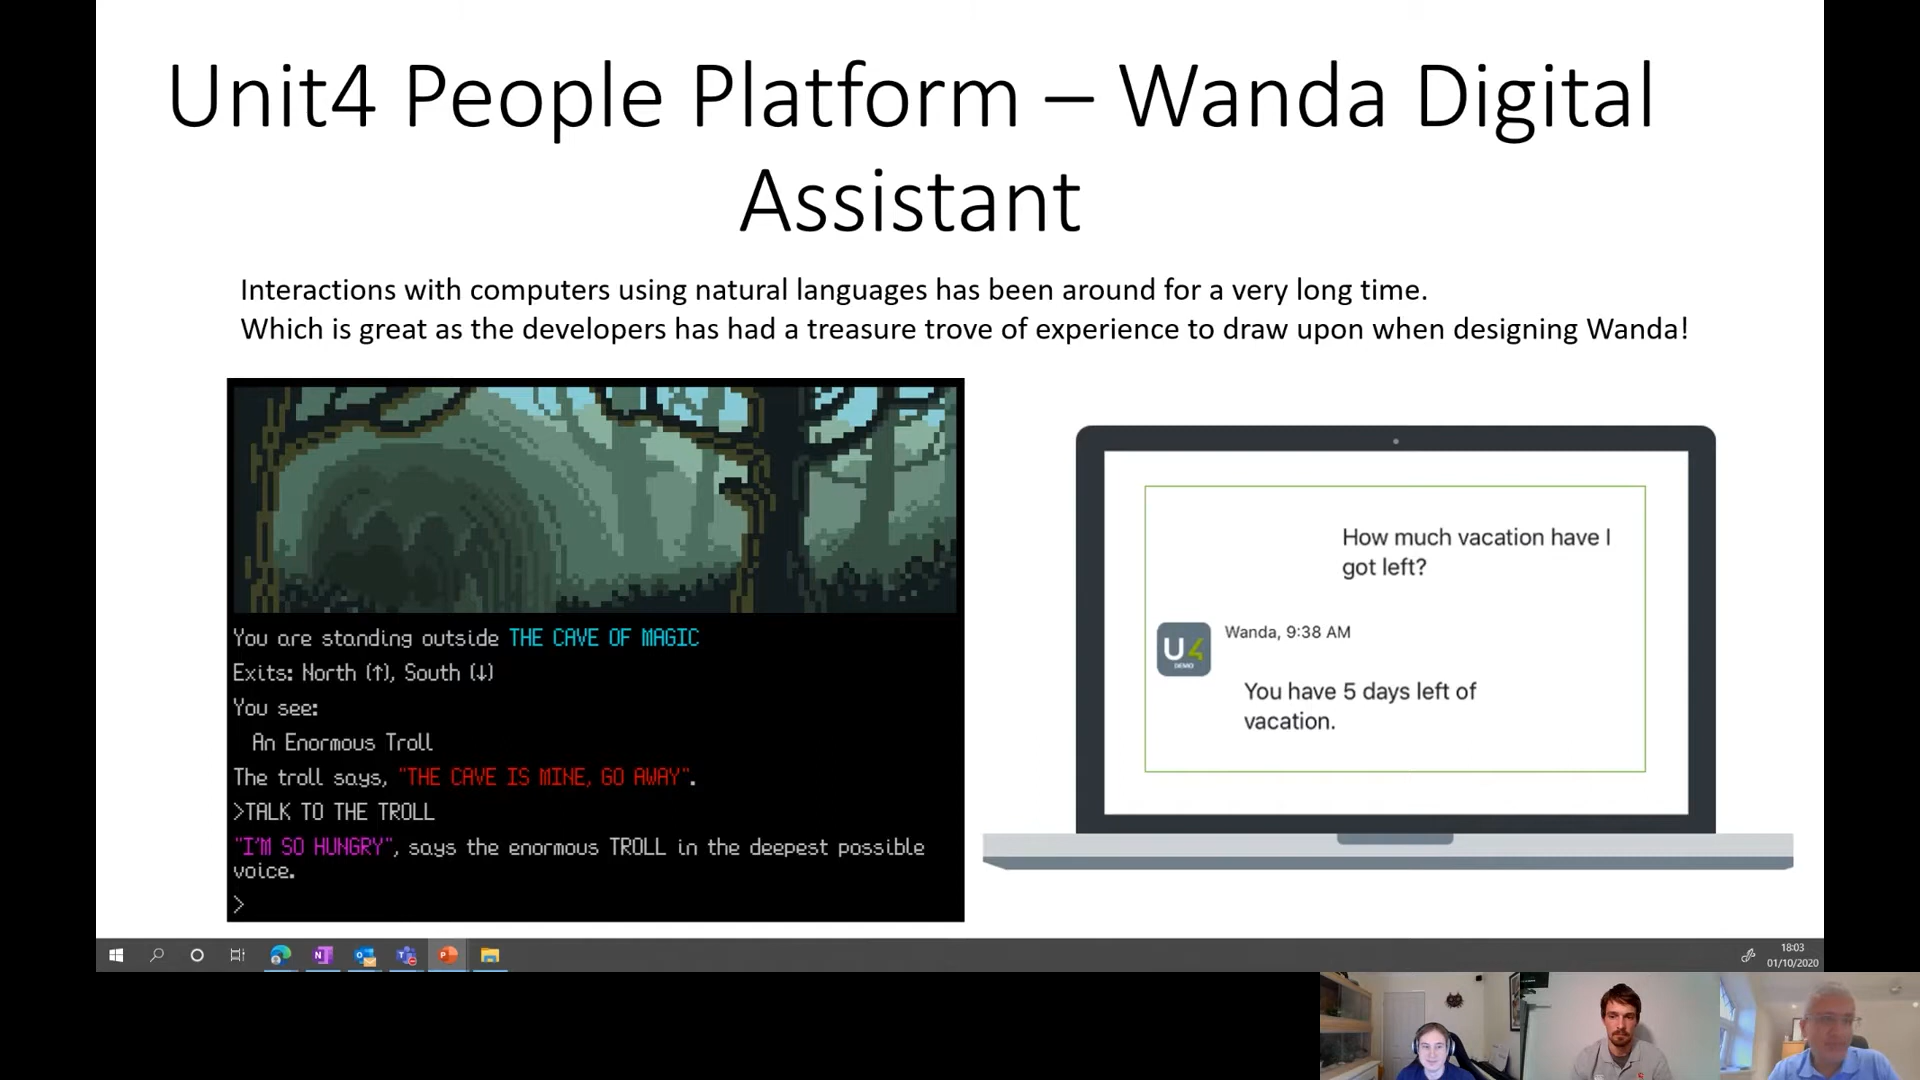 Unit4 People Platform – Wanda Digital
Assistant
Interactions with computers using natural languages has been around for a very long time.
Which is great as the developers has had a treasure trove of experience to draw upon when designing Wanda!
You are standing outside THE CAVE OF MAGIC
Exits: North (↑), South (↓)
You see:
An Enormous Troll
The troll says, "THE CAVE IS MINE, GO AWAY".
>TALK TO THE TROLL
"I'M SO HUNGRY", says the enormous TROLL in the deepest possible
voice.
>
How much vacation have I
got left?
U4
DEMO
Wanda, 9:38 AM
You have 5 days left of
vacation.
18:03
01/10/2020